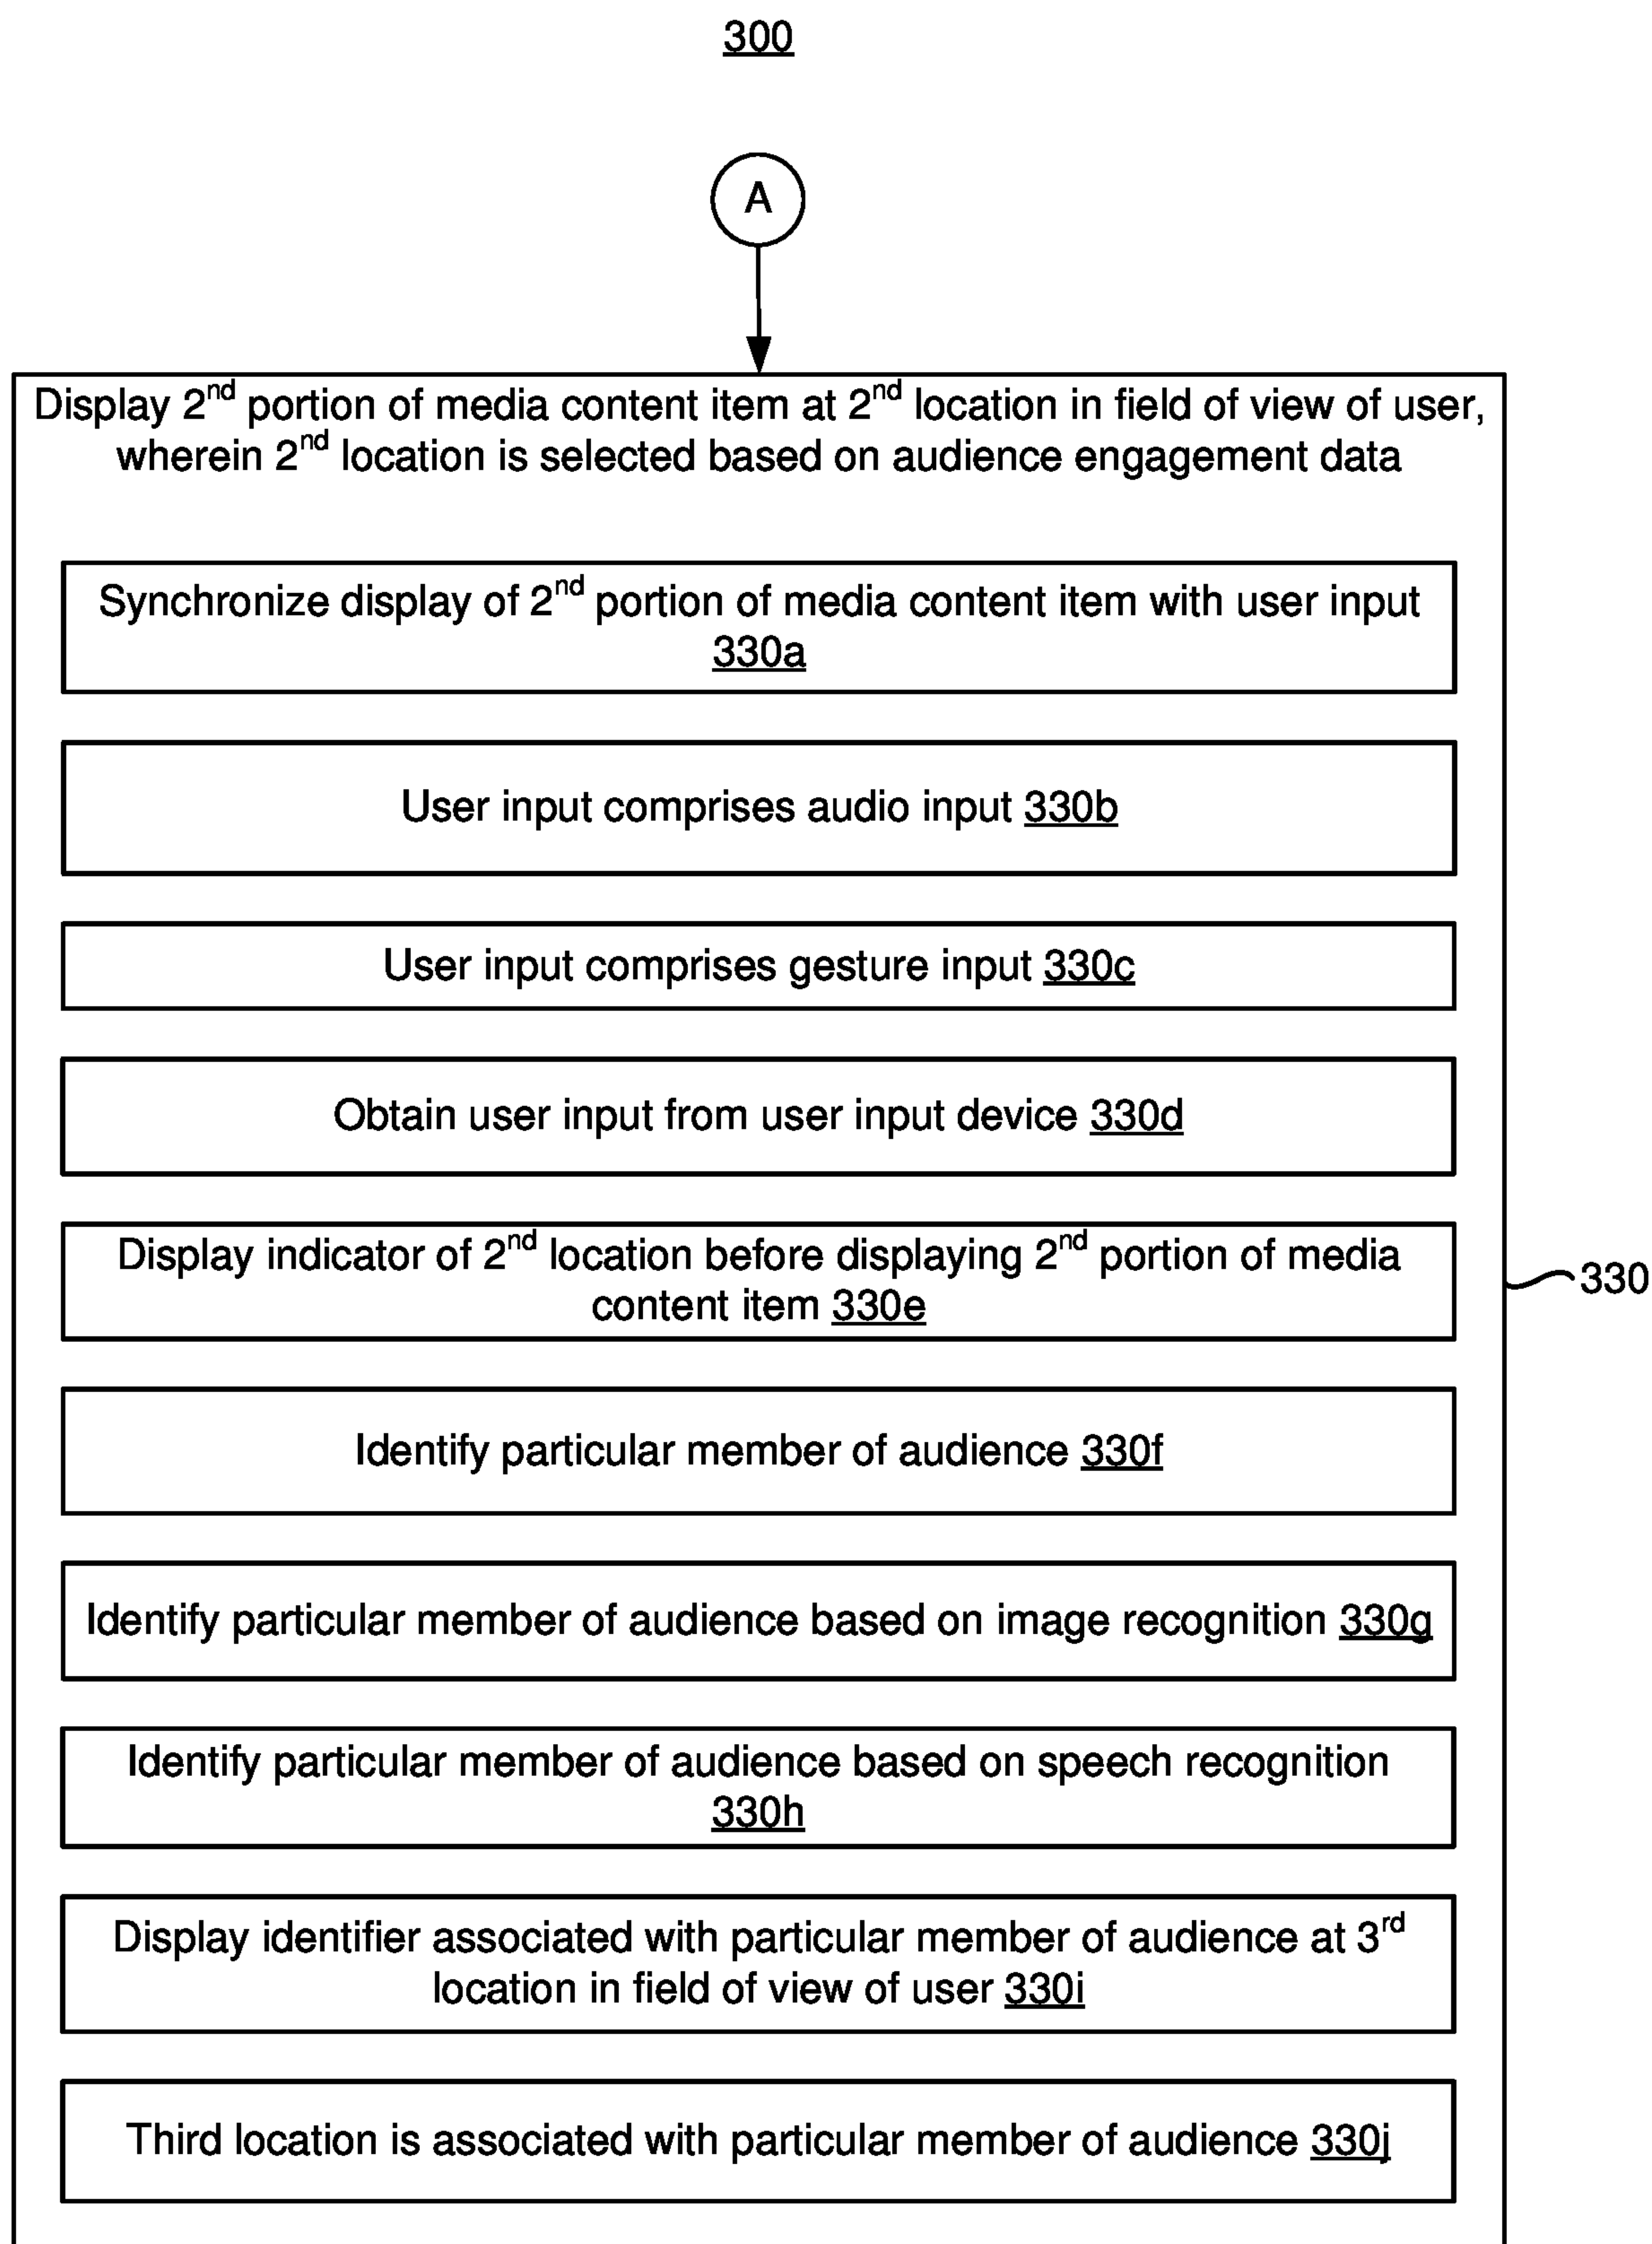 300
A
Display 2nd portion of media content item at 2nd location in field of view of user,
wherein 2nd location is selected based on audience engagement data
Synchronize display of 2nd portion of media content item with user input
330a
User input comprises audio input 330b
User input comprises gesture input 330c
Obtain user input from user input device 330d
Display indicator of 2nd location before displaying 2nd portion of media
content item 330e
330
Identify particular member of audience 330f
Identify particular member of audience based on image recognition 330g
Identify particular member of audience based on speech recognition
330h
Display identifier associated with particular member of audience at 3rd
location in field of view of user 330i
Third location is associated with particular member of audience 330j